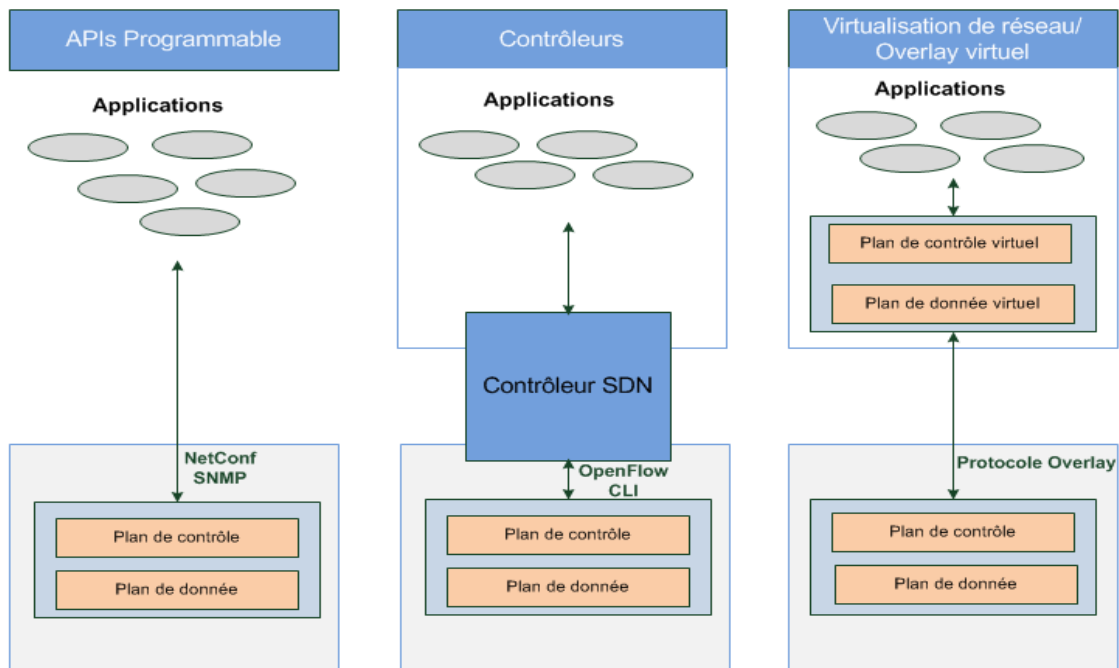 APIs Programmable
Applications
NetConf
SNMP
Plan de contrôle
Plan de donnée
Contrôleurs
Applications
Contrôleur SDN
OpenFlow
CLI
Plan de contrôle
Plan de donnée
Virtualisation de réseau/
Overlay virtuel
Applications
Plan de contrôle virtuel
Plan de donnée virtuel
Protocole Overlay
Plan de contrôle
Plan de donnée